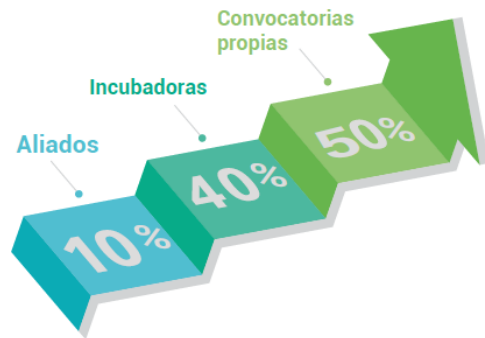 Convocatorias
propias
Incubadoras
Aliados
50%
40%
10%